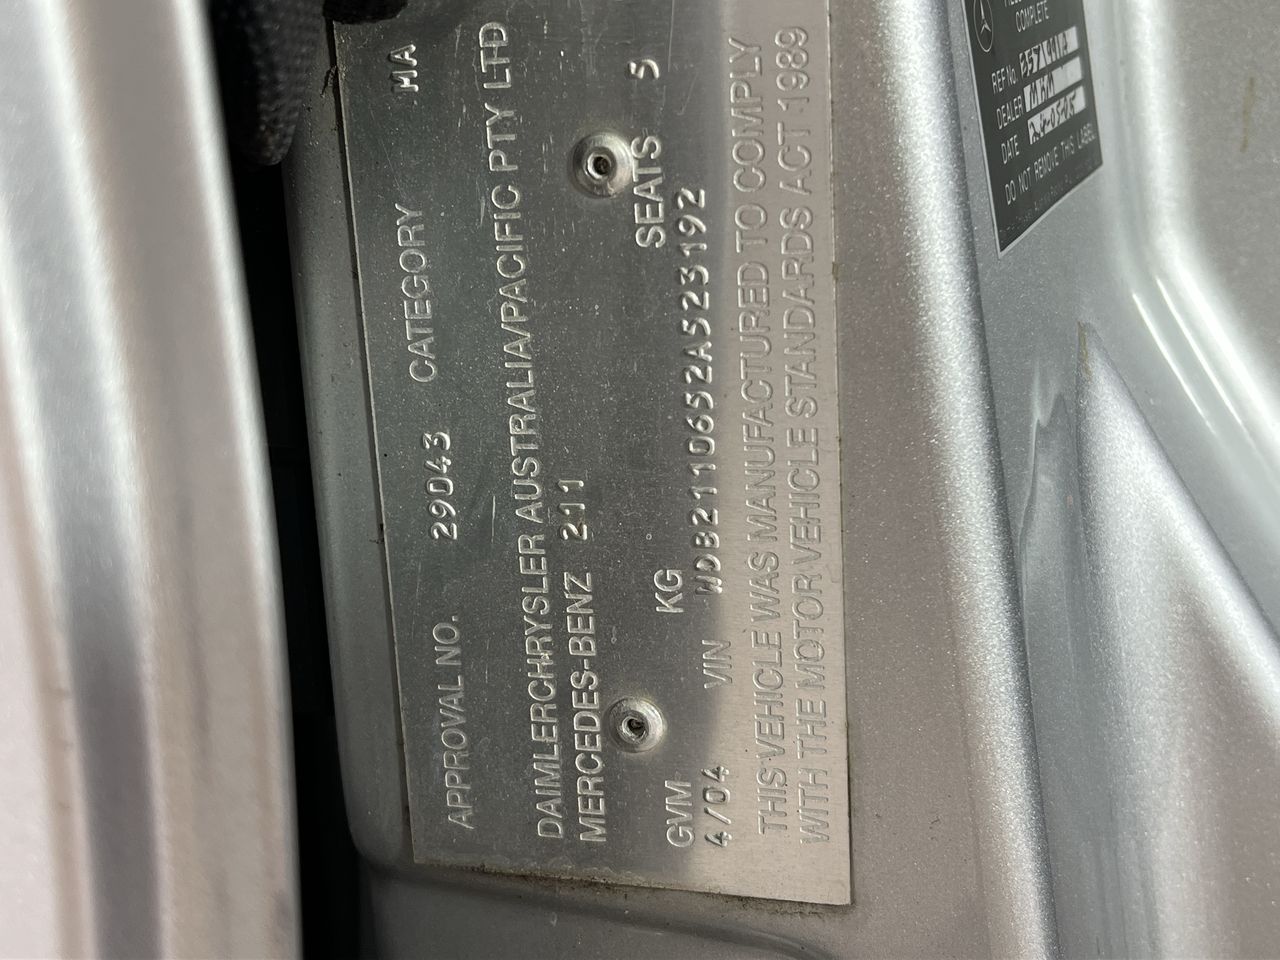 APPROVAL NO. 29043 CATEGORY MA
DAIMLERCHRYSLER AUSTRALIA/PACIFIC PTY LTD
MERCEDES-BENZ 211
GVM KG SEATS 5
4/04 VIN WDB2110652A523192
THIS VEHICLE WAS MANUFACTURED TO COMPLY
WITH THE MOTOR VEHICLE STANDARDS ACT 1989
COMPLETE
REF No.
DEALER MHM
DATE
DO NOT REMOVE THIS LABEL